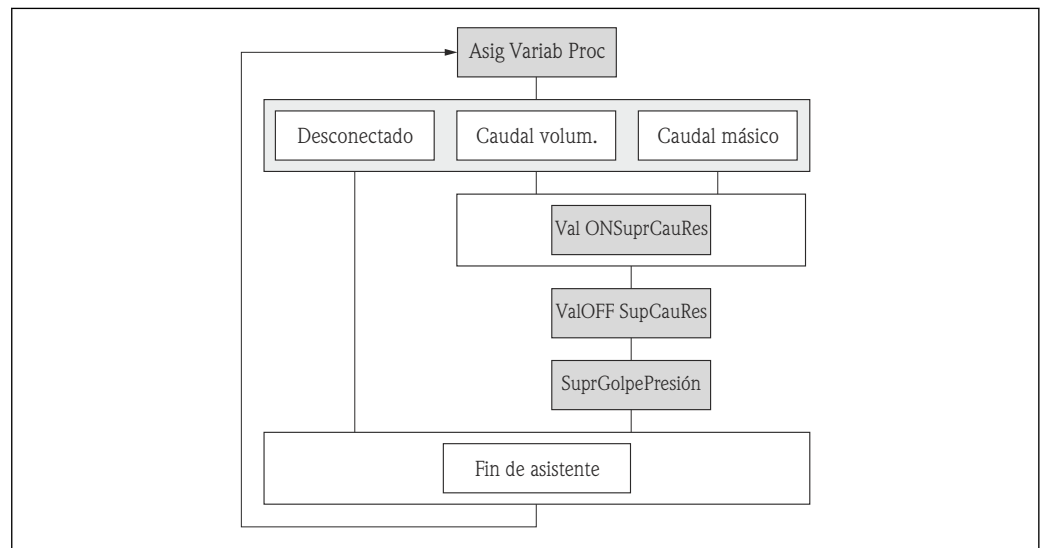 Asig Variab Proc
Desconectado
Caudal volum.
Caudal másico
Val ONSuprCauRes
ValOFF SupCauRes
SuprGolpePresión
Fin de asistente